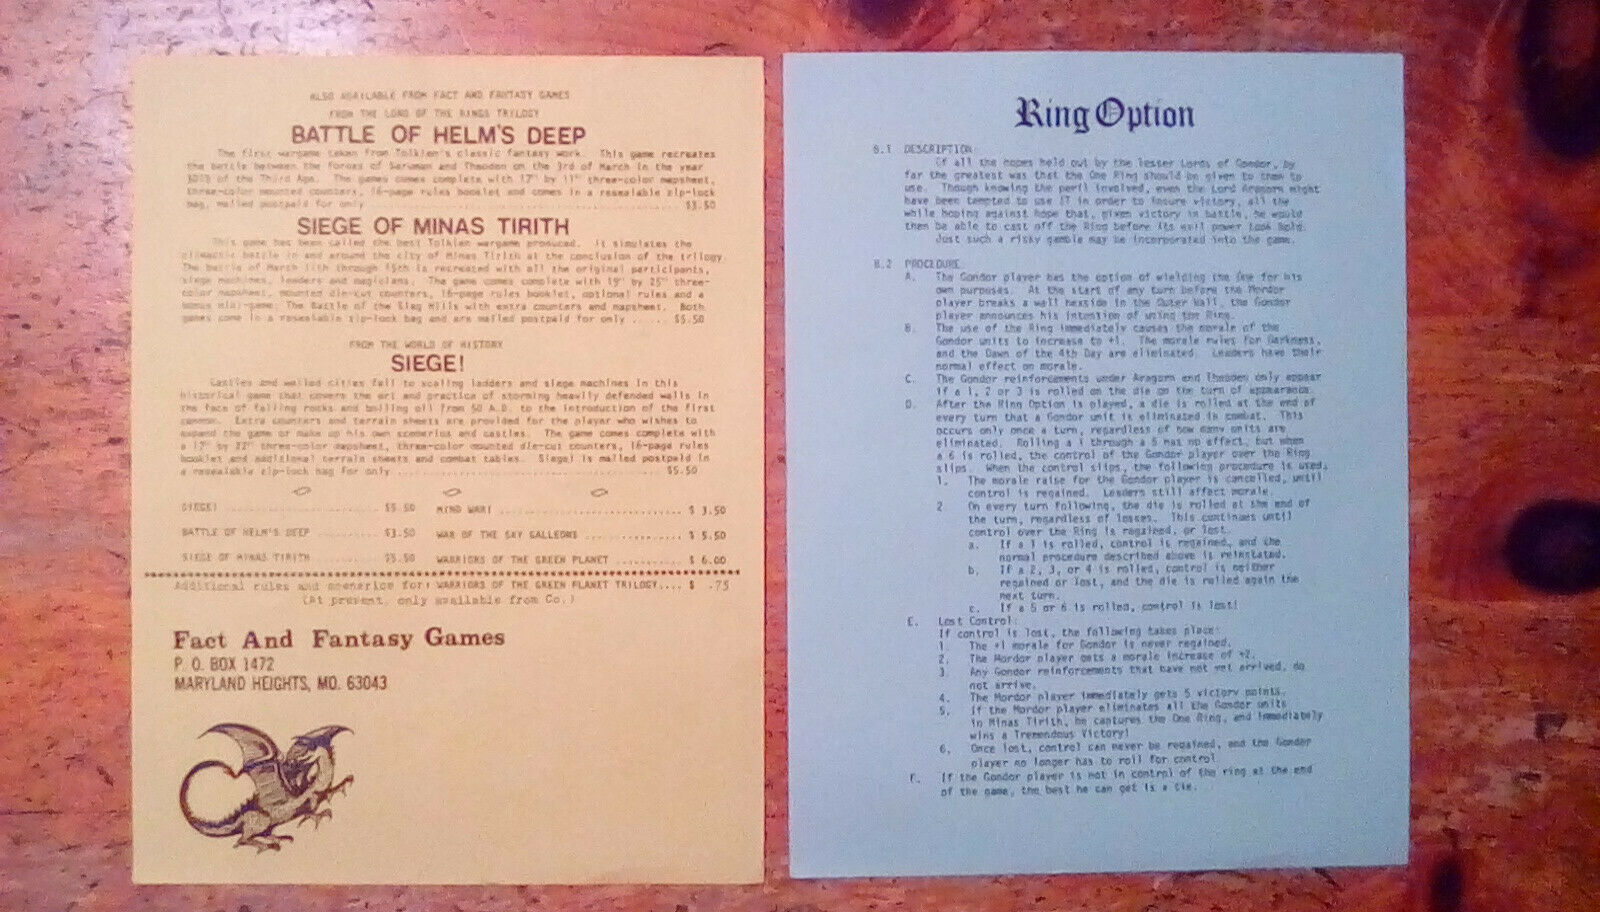 ALSO AVAILABLE FROM FACT AND FANTASY GAMES
FROM THE LORD OF THE RINGS TRILOGY
BATTLE OF HELM'S DEEP
The first wargame taken from Tolkien's classic fantasy work. This game recreates
the battle between the forces of Saruman and Theoden on the 3rd of March in the year
3019 of the Third Age. The games comes complete with 17" by 11" three-color mapsheet,
three-color mounted counters, 16-page rules booklet and comes in a resealable zip-lock
bag, mailed postpaid for only ........ $3.50
SIEGE OF MINAS TIRITH
This game has been called the best Tolkien wargame produced. It simulates the
climactic battle in and around the city of Minas Tirith at the conclusion of the trilogy.
The battle of March 11th through 15th is recreated with all the original participants,
siege machines, leaders and magicians. The game comes complete with 19" by 25" three-
color mapsheet, mounted die-cut counters, 16-page rules booklet, optional rules and a
bonus mini-game: The Battle of the Slag Hills with extra counters and mapsheet. Both
games come in a resealable zip-lock bag and are mailed postpaid for only ...... $5.50
FROM THE WORLD OF HISTORY
SIEGE!
Castles and walled cities fall to scaling ladders and siege machines in this
historical game that covers the art and practice of storming heavily defended walls in
the face of falling rocks and boiling oil from 50 A.D. to the introduction of the first
cannon. Extra counters and terrain sheets are provided for the player who wishes to
expand the game or make up his own scenarios and castles. The game comes complete with
a 17" by 22" three-color mapsheet, three-color mounted die-cut counters, 16-page rules
booklet and additional terrain sheets and combat tables. Siege! is mailed postpaid in
a resealable zip-lock bag for only ........ $5.50
SIEGE! ........ $5.50 MIND WAR! ........ $ 3.50
BATTLE OF HELM'S DEEP ........ $3.50 WAR OF THE SKY GALLEONS ........ $ 5.50
SIEGE OF MINAS TIRITH ........ $5.50 WARRIORS OF THE GREEN PLANET ........ $ 6.00
Additional rules and scenarios for: WARRIORS OF THE GREEN PLANET TRILOGY.... $ .75
(At present, only available from Co.)
Fact And Fantasy Games
P. O. BOX 1472
MARYLAND HEIGHTS, MO. 63043
Ring Option
8.1 DESCRIPTION:
Of all the hopes held out by the lesser Lords of Gondor, by
far the greatest was that the One Ring should be given to them to
use. Though knowing the peril involved, even the Lord Aragorn might
have been tempted to use IT in order to insure victory, all the
while hoping against hope that, given victory in battle, he would
then be able to cast off the Ring before its evil power took hold.
Just such a risky gamble may be incorporated into the game.
8.2 PROCEDURE:
A. The Gondor player has the option of wielding the One for his
own purposes. At the start of any turn before the Mordor
player breaks a wall hexside in the Outer Wall, the Gondor
player announces his intention of using the Ring.
B. The use of the Ring immediately causes the morale of the
Gondor units to increase to +1. The morale rules for Darkness,
and the Dawn of the 4th Day are eliminated. Leaders have their
normal effect on morale.
C. The Gondor reinforcements under Aragorn and Theoden only appear
if a 1, 2 or 3 is rolled on the die on the turn of appearance.
D. After the Ring Option is played, a die is rolled at the end of
every turn that a Gondor unit is eliminated in combat. This
occurs only once a turn, regardless of how many units are
eliminated. Rolling a 1 through a 5 has no effect, but when
a 6 is rolled, the control of the Gondor player over the Ring
slips. When the control slips, the following procedure is used.
1. The morale raise for the Gondor player is cancelled, until
control is regained. Leaders still affect morale.
2. On every turn following, the die is rolled at the end of
the turn, regardless of losses. This continues until
control over the Ring is regained, or lost.
a. If a 1 is rolled, control is regained, and the
normal procedure described above is reinstated.
b. If a 2, 3, or 4 is rolled, control is neither
regained or lost, and the die is rolled again the
next turn.
c. If a 5 or 6 is rolled, control is lost!
E. Lost Control:
If control is lost, the following takes place:
1. The +1 morale for Gondor is never regained.
2. The Mordor player gets a morale increase of +2.
3. Any Gondor reinforcements that have not yet arrived, do
not arrive.
4. The Mordor player immediately gets 5 victory points.
5. If the Mordor player eliminates all the Gondor units
in Minas Tirith, he captures the One Ring, and immediately
wins a Tremendous Victory!
6. Once lost, control can never be regained, and the Gondor
player no longer has to roll for control.
F. If the Gondor player is not in control of the ring at the end
of the game, the best he can get is a tie.